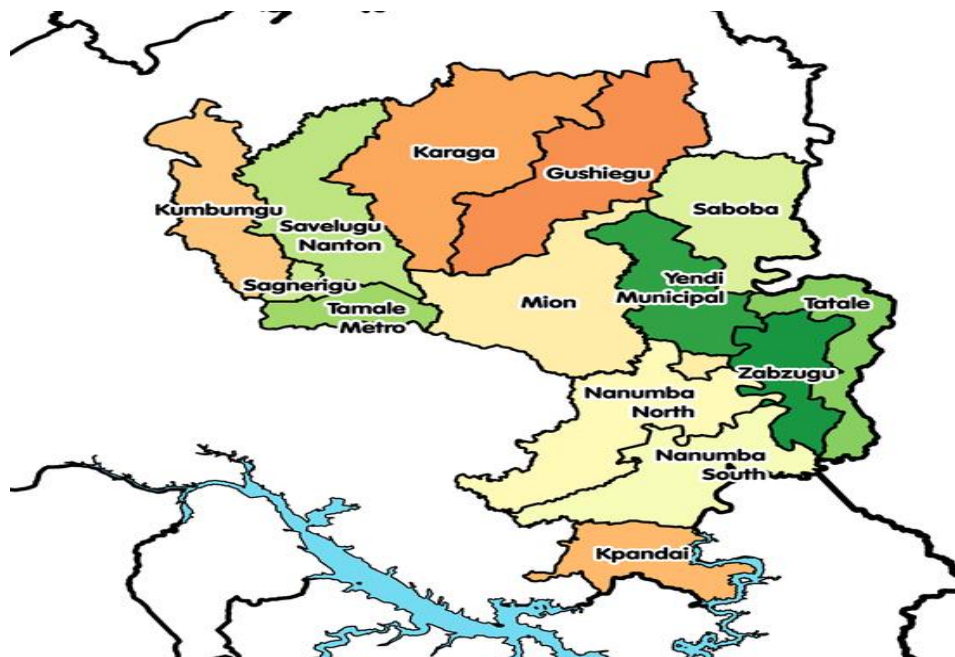 Karaga
Gushiegu
Kumbumgu
Saboba
Savelugu
Nanton
Sagnerigu
Yendi
Municipal
Mion
Tatale
Tamale
Metro
Zabzugu
Nanumba
North
Nanumba
South
Kpandai